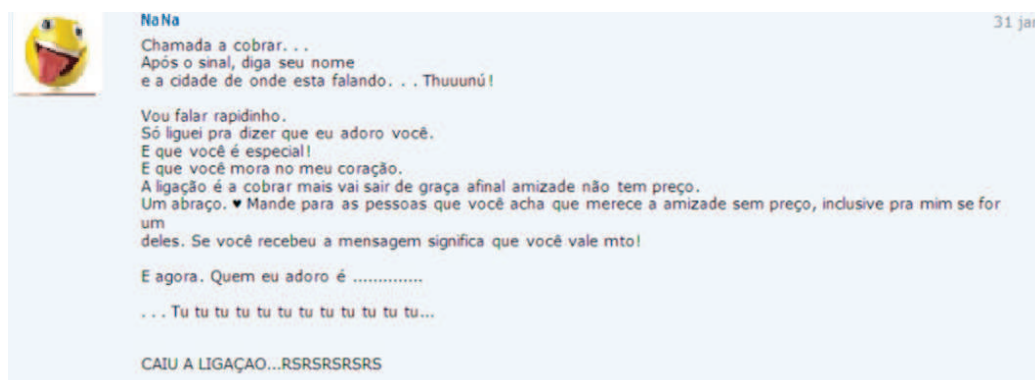 NaNa
31 jan
Chamada a cobrar. . .
Após o sinal, diga seu nome
e a cidade de onde esta falando. . . Thuuunú!
Vou falar rapidinho.
Só liguei pra dizer que eu adoro você.
E que você é especial!
E que você mora no meu coração.
A ligação é a cobrar mais vai sair de graça afinal amizade não tem preço.
Um abraço. ♥ Mande para as pessoas que você acha que merece a amizade sem preço, inclusive pra mim se for
um
deles. Se você recebeu a mensagem significa que você vale mto!
E agora. Quem eu adoro é ..............
. . . Tu tu tu tu tu tu tu tu tu tu tu tu...
CAIU A LIGAÇAO...RSRSRSRSRS